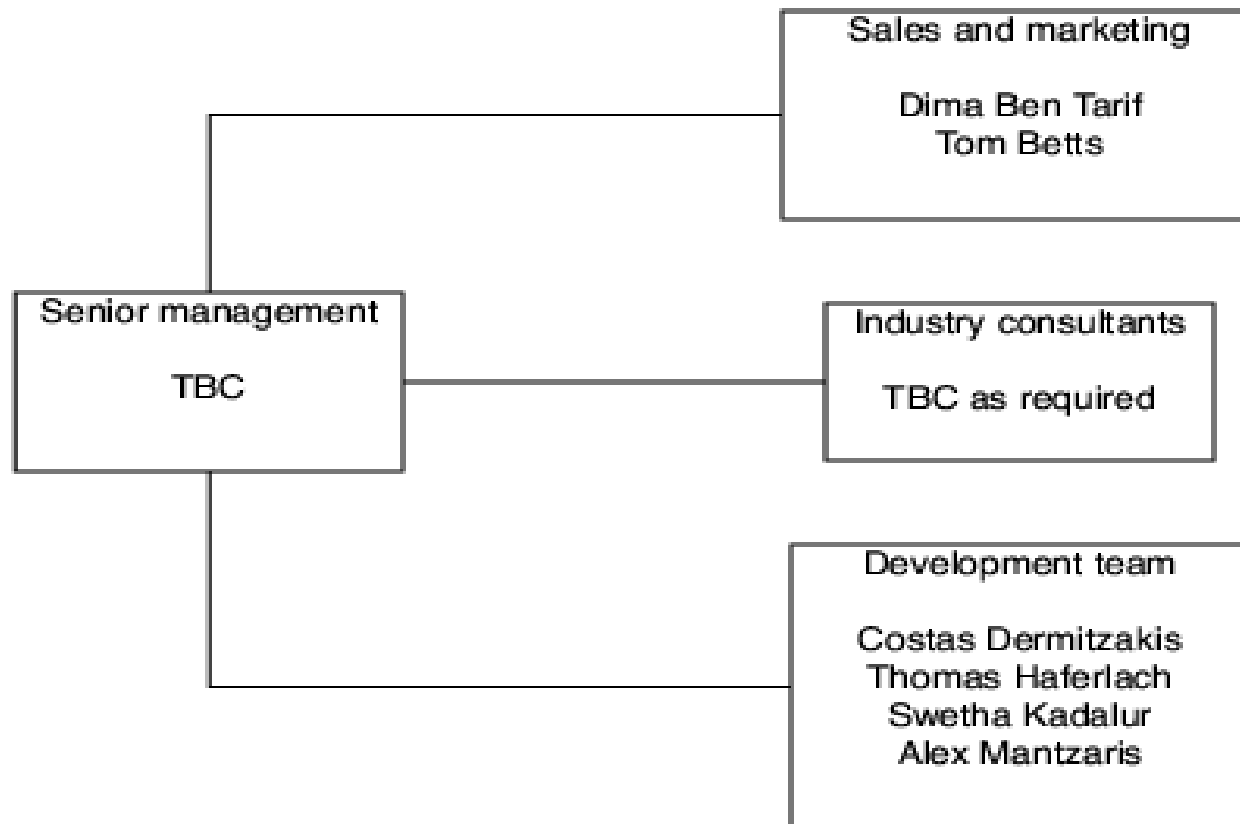 Sales and marketing
Dima Ben Tarif
Tom Betts
Senior management
TBC
Industry consultants
TBC as required
Development team
Costas Dermitzakis
Thomas Haferlach
Swetha Kadalur
Alex Mantzaris